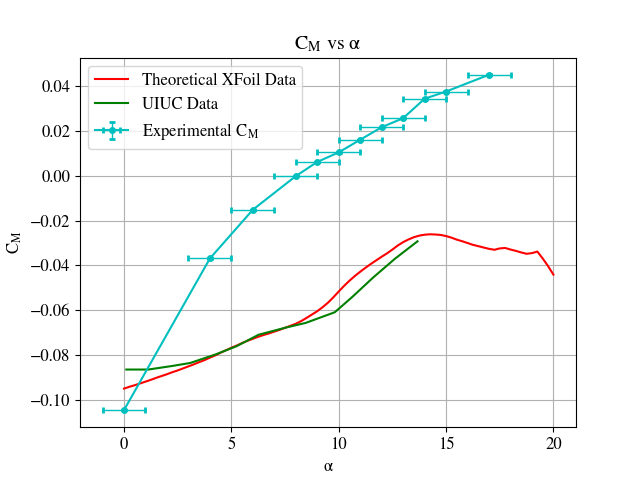 C_M vs α
Theoretical XFoil Data
UIUC Data
Experimental C_M
0.04
0.02
0.00
−0.02
−0.04
−0.06
−0.08
−0.10
C_M
0 5 10 15 20
α